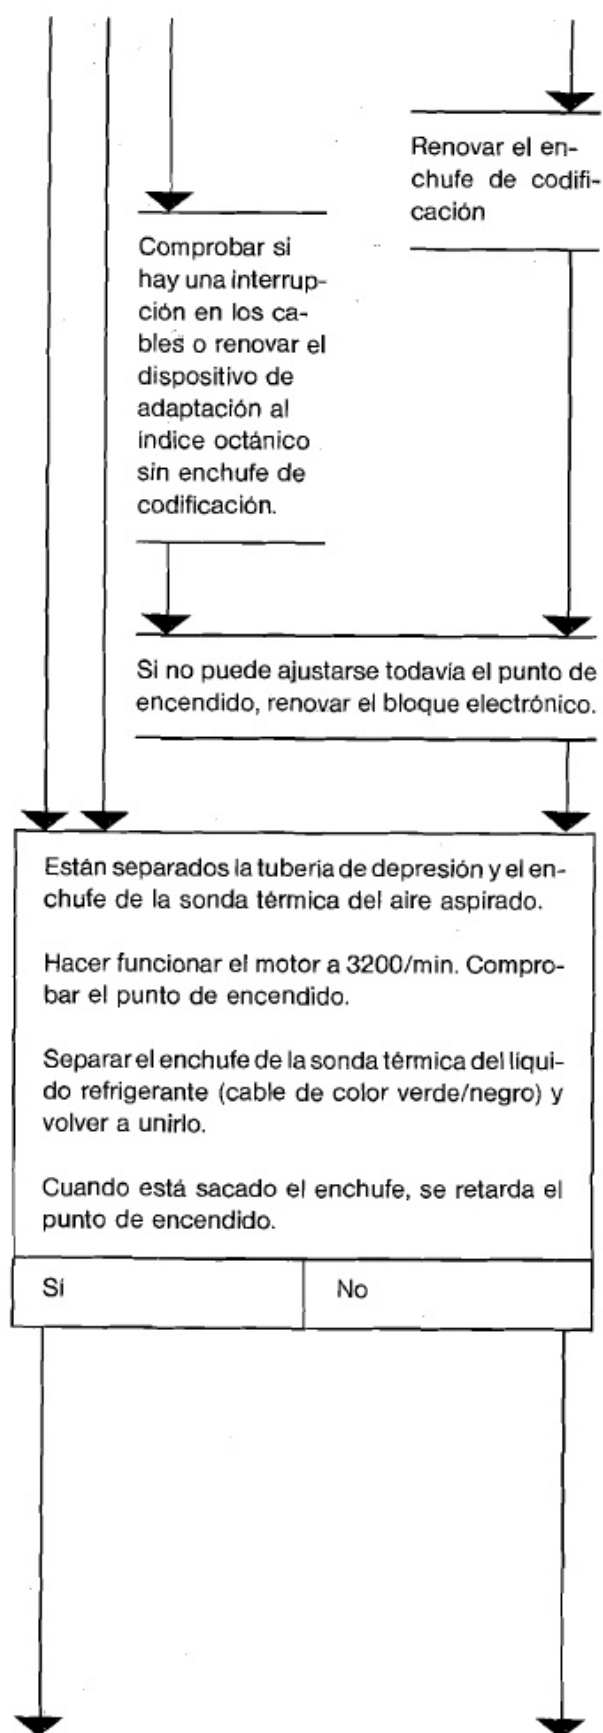 Renovar el en-
chufe de codifi-
cación
Comprobar si
hay una interrup-
ción en los ca-
bles o renovar el
dispositivo de
adaptación al
índice octánico
sin enchufe de
codificación.
Si no puede ajustarse todavía el punto de
encendido, renovar el bloque electrónico.
Están separados la tubería de depresión y el en-
chufe de la sonda térmica del aire aspirado.
Hacer funcionar el motor a 3200/min. Compro-
bar el punto de encendido.
Separar el enchufe de la sonda térmica del líqui-
do refrigerante (cable de color verde/negro) y
volver a unirlo.
Cuando está sacado el enchufe, se retarda el
punto de encendido.
Sí
No